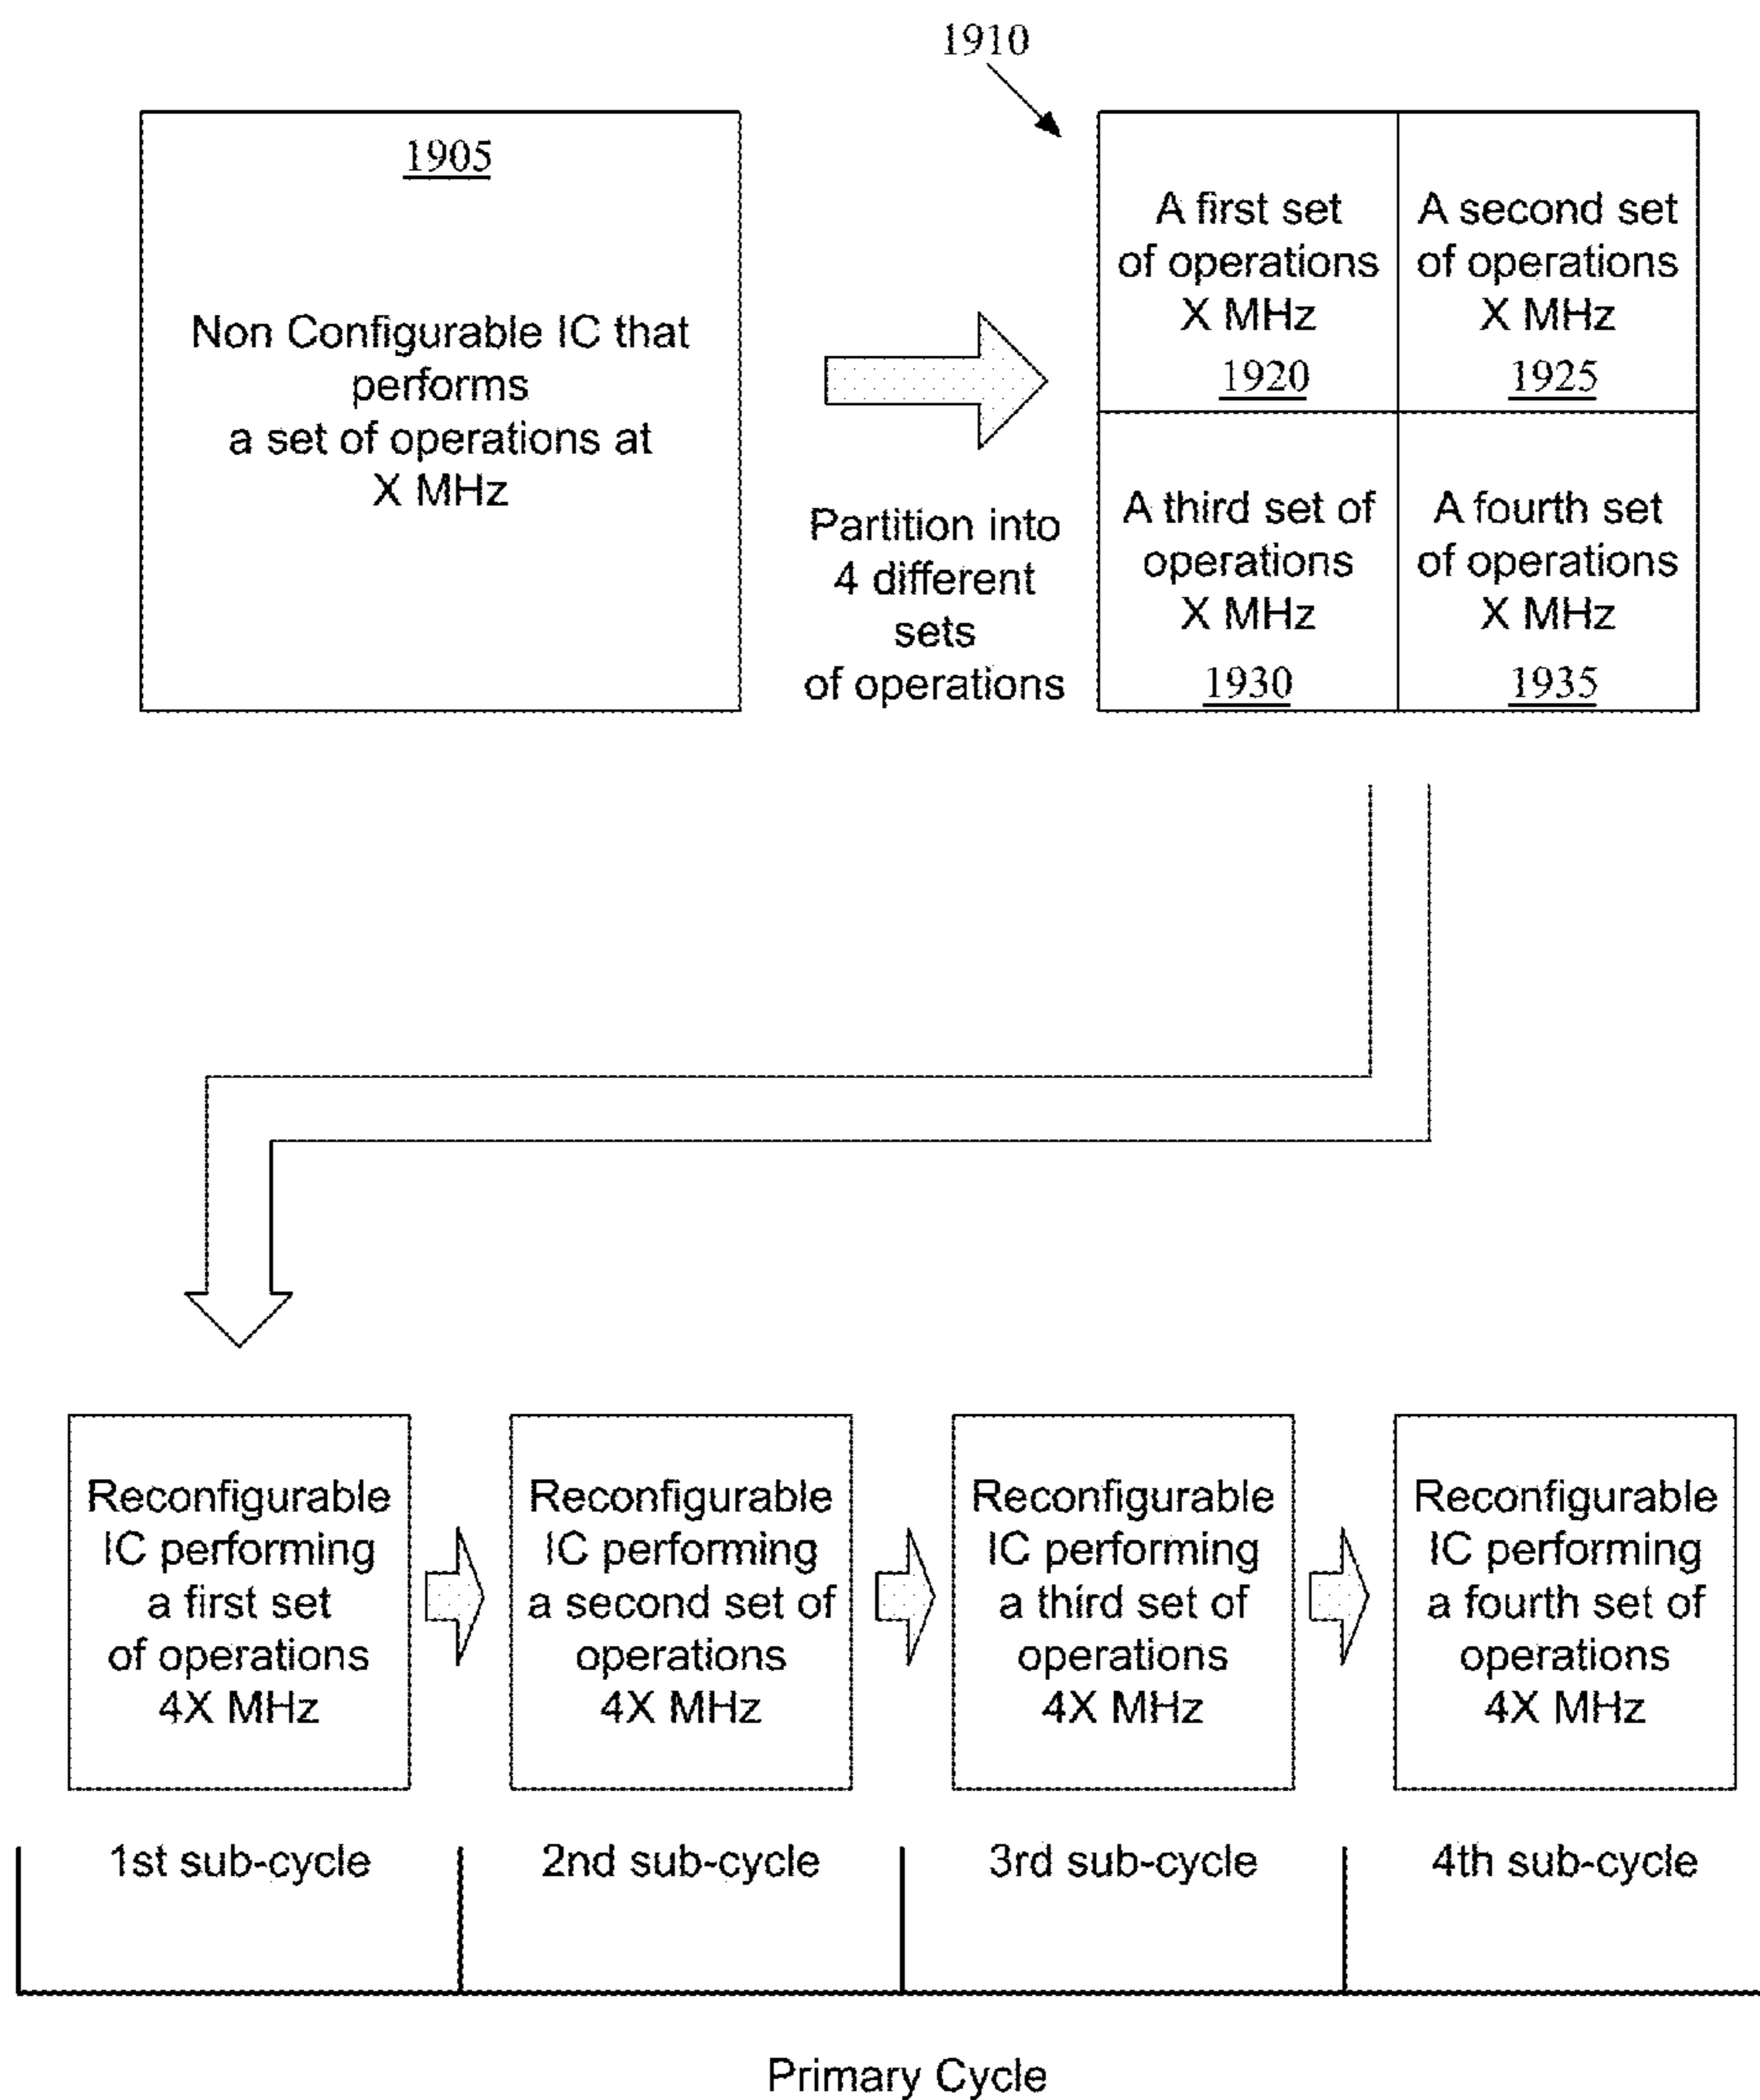 1910
1905
Non Configurable IC that
performs
a set of operations at
X MHz
Partition into
4 different
sets
of operations
A first set
of operations
X MHz
1920
A second set
of operations
X MHz
1925
A third set of
operations
X MHz
1930
A fourth set
of operations
X MHz
1935
Reconfigurable
IC performing
a first set
of operations
4X MHz
Reconfigurable
IC performing
a second set of
operations
4X MHz
Reconfigurable
IC performing
a third set of
operations
4X MHz
Reconfigurable
IC performing
a fourth set of
operations
4X MHz
1st sub-cycle
2nd sub-cycle
3rd sub-cycle
4th sub-cycle
Primary Cycle